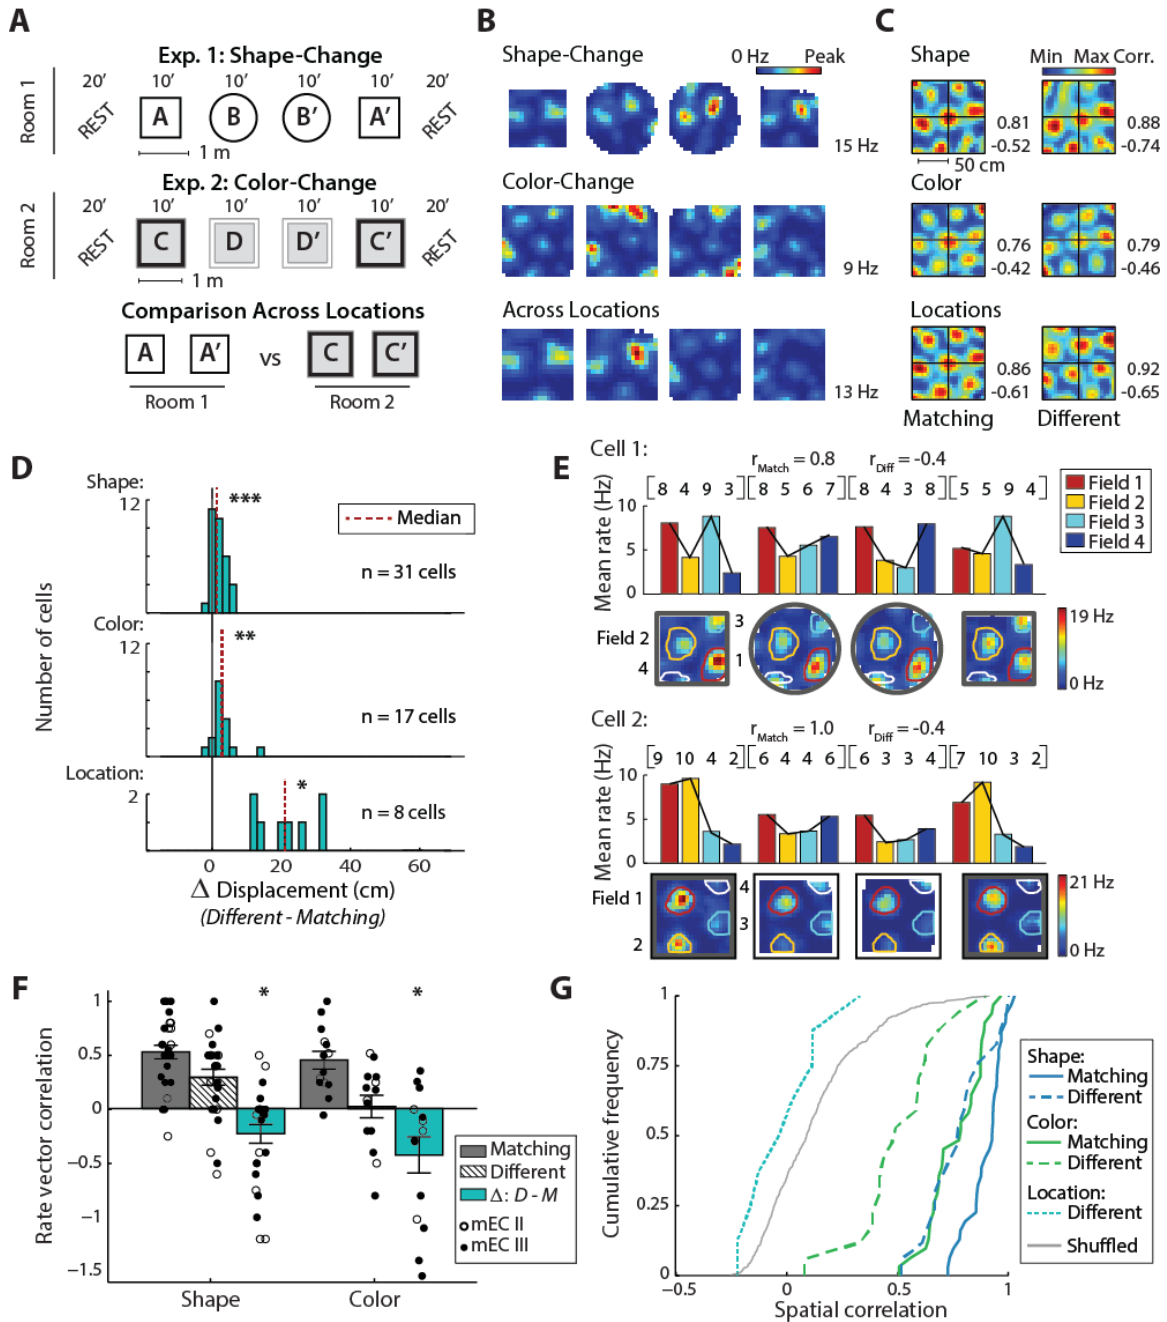 A
Exp. 1: Shape-Change
Room 1
20' 10' 10' 10' 10' 20'
REST A B B' A' REST
1 m
Exp. 2: Color-Change
Room 2
20' 10' 10' 10' 10' 20'
REST C D D' C' REST
1 m
Comparison Across Locations
A A' vs C C'
Room 1 Room 2
B
Shape-Change
0 Hz Peak
15 Hz
Color-Change
9 Hz
Across Locations
13 Hz
C
Shape
Min Max Corr.
0.81 0.88
-0.52 -0.74
50 cm
Color
0.76 0.79
-0.42 -0.46
Locations
0.86 0.92
-0.61 -0.65
Matching Different
D
Shape:
12
***
Median
n = 31 cells
Color:
12
**
n = 17 cells
Location:
2
*
n = 8 cells
Number of cells
0 20 40 60
Δ Displacement (cm)
(Different - Matching)
E
Cell 1:
rMatch = 0.8 rDiff = -0.4
[8 4 9 3] [8 5 6 7] [8 4 3 8] [5 5 9 4]
Field 1
Field 2
Field 3
Field 4
Mean rate (Hz)
10
5
0
Field 2
4
3
1
19 Hz
0 Hz
Cell 2:
rMatch = 1.0 rDiff = -0.4
[9 10 4 2] [6 4 4 6] [6 3 3 4] [7 10 3 2]
Mean rate (Hz)
10
5
0
Field 1
2
4
3
21 Hz
0 Hz
F
Rate vector correlation
1
0.5
0
−0.5
−1
−1.5
* *
Matching
Different
Δ: D - M
mEC II
mEC III
Shape Color
G
Cumulative frequency
1
0.75
0.5
0.25
0
-0.5 0 0.5 1
Spatial correlation
Shape:
Matching
Different
Color:
Matching
Different
Location:
Different
Shuffled